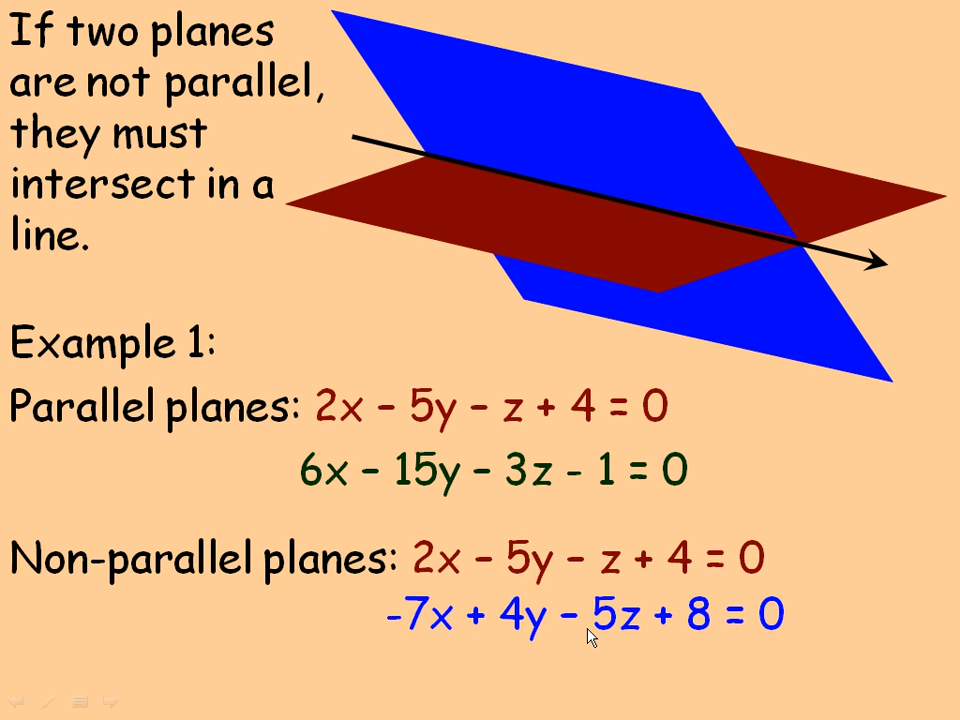 If two planes
are not parallel,
they must
intersect in a
line.
Example 1:
Parallel planes: 2x – 5y – z + 4 = 0
6x – 15y – 3z - 1 = 0
Non-parallel planes: 2x – 5y – z + 4 = 0
-7x + 4y – 5z + 8 = 0